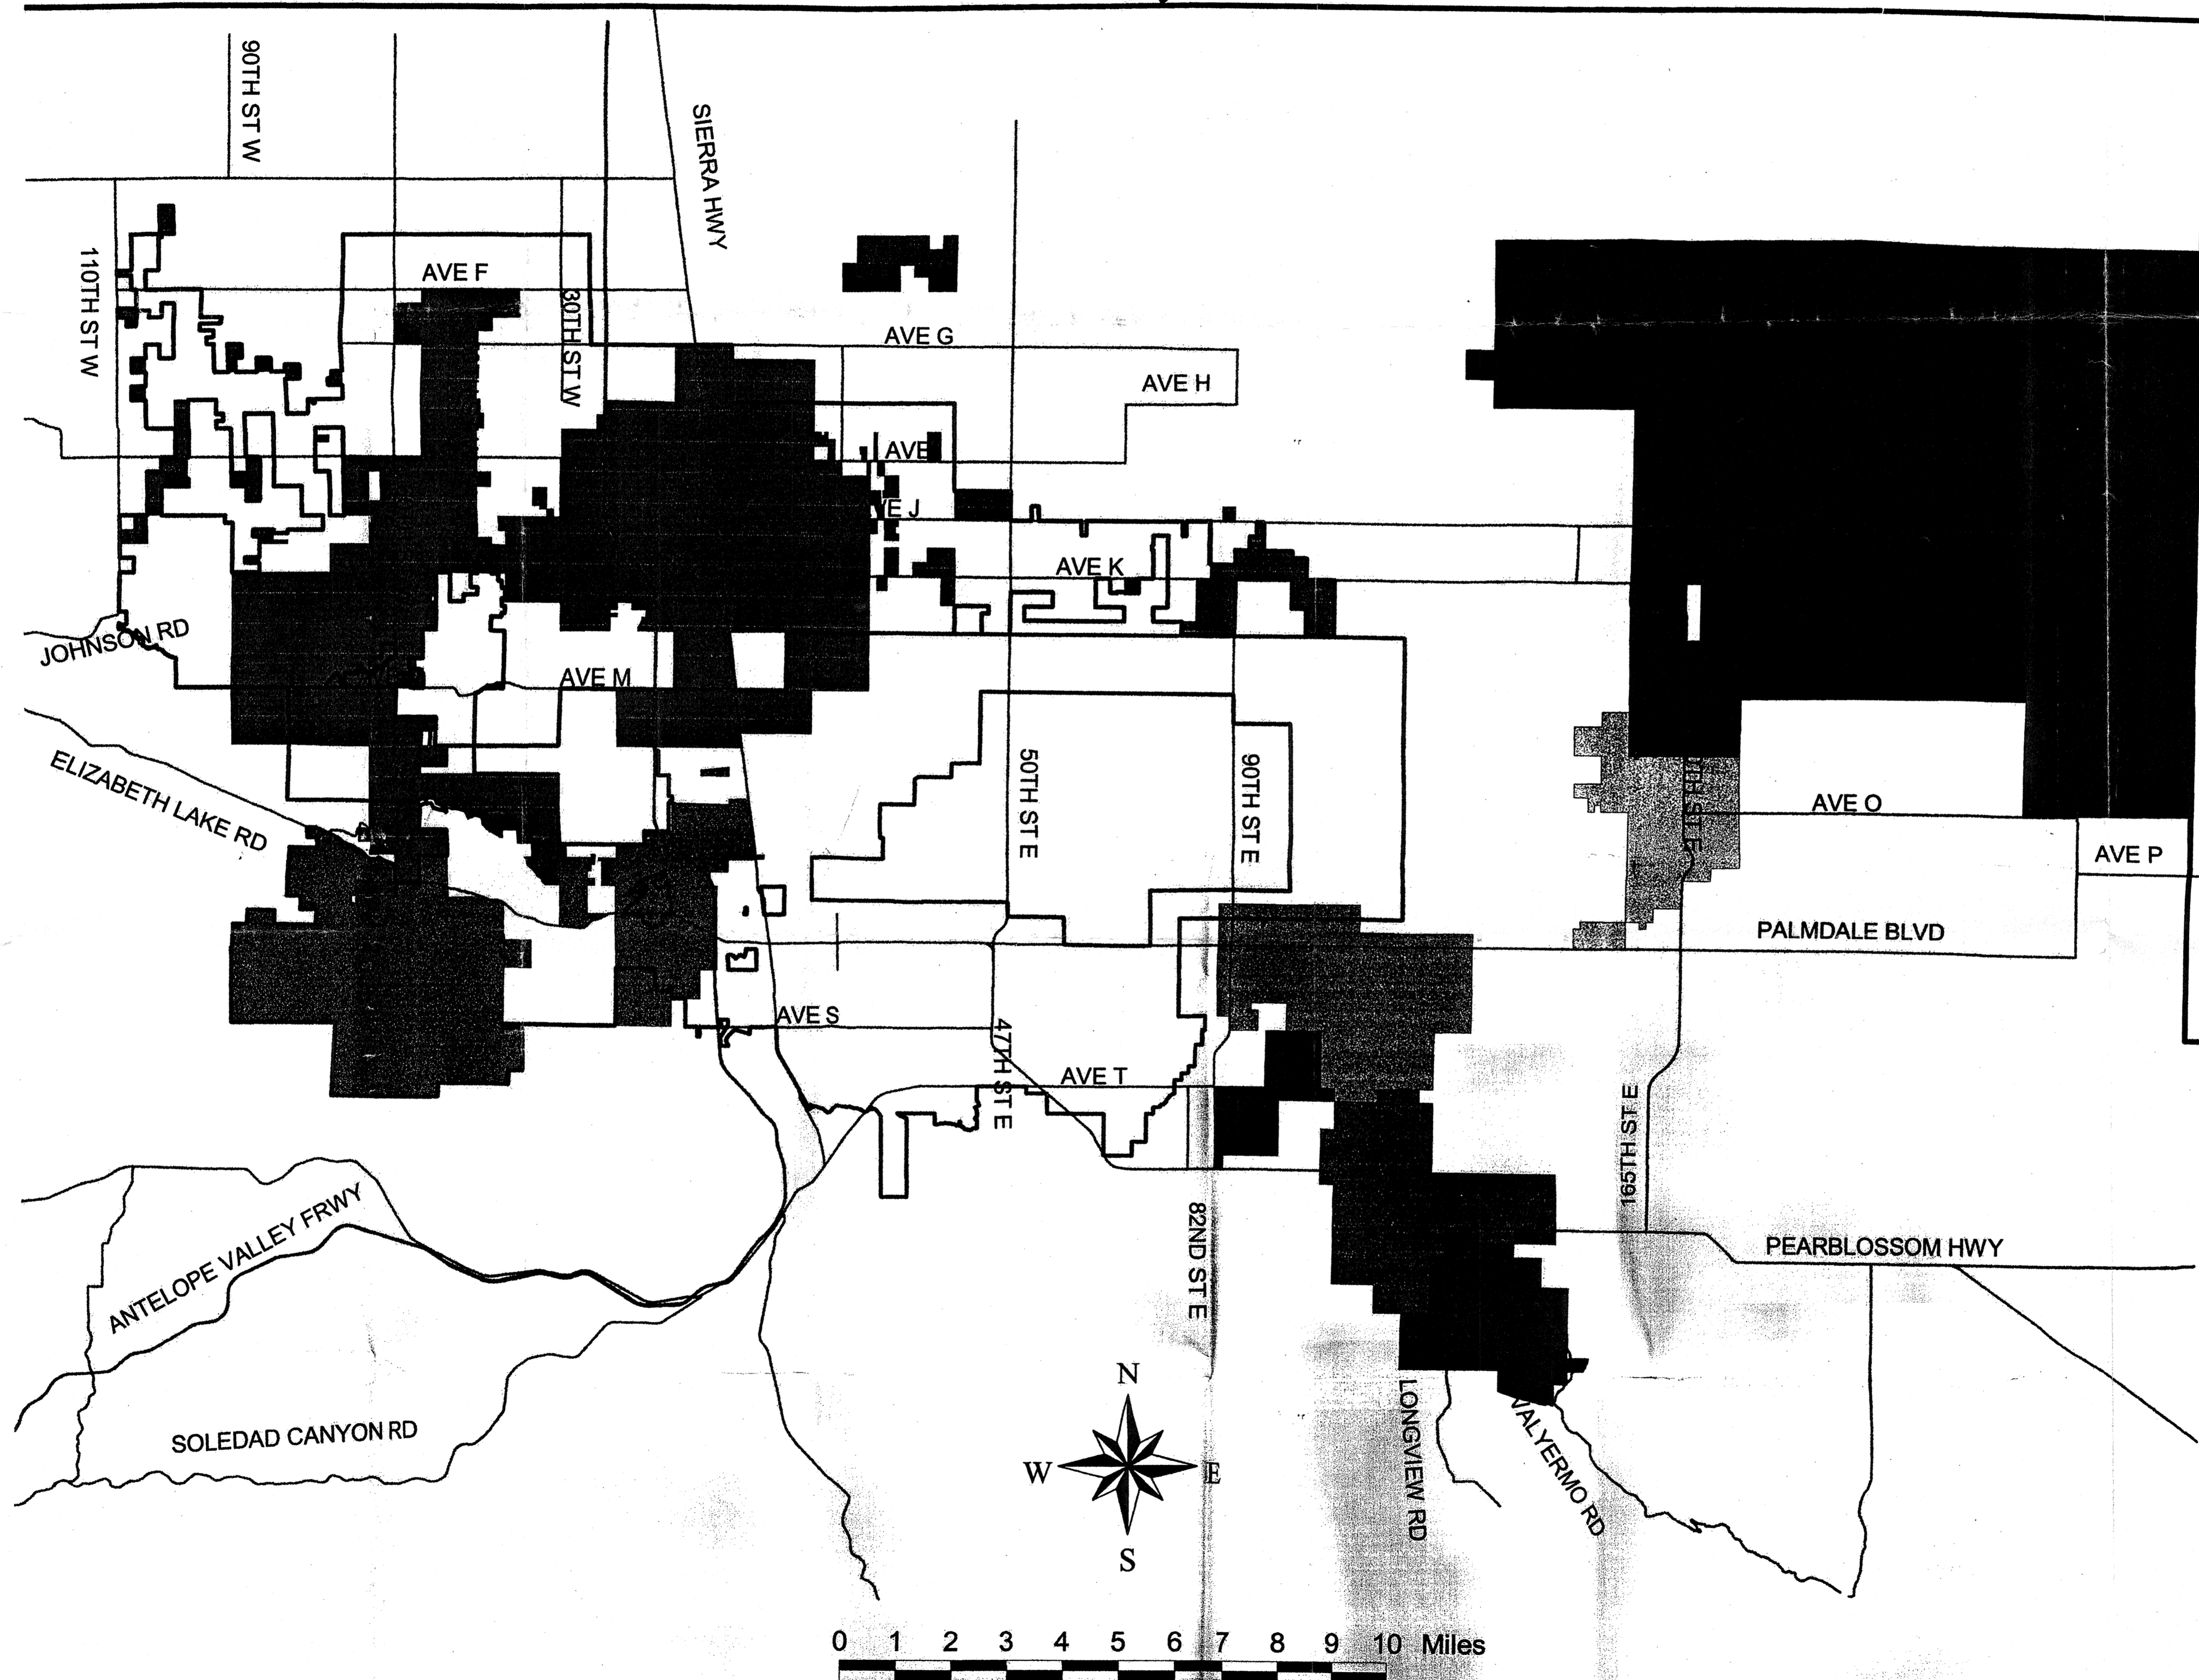 90TH ST W
SIERRA HWY
110TH ST W
AVE F
30TH ST W
AVE G
AVE H
AVE
VE J
AVE K
JOHNSON RD
AVE M
ELIZABETH LAKE RD
50TH ST E
90TH ST E
TH ST E
AVE O
AVE P
PALMDALE BLVD
AVE S
47TH ST E
AVE T
165TH ST E
ANTELOPE VALLEY FRWY
82ND ST E
PEARBLOSSOM HWY
SOLEDAD CANYON RD
LONGVIEW RD
VALYERMO RD
N
W E
S
0 1 2 3 4 5 6 7 8 9 10 Miles